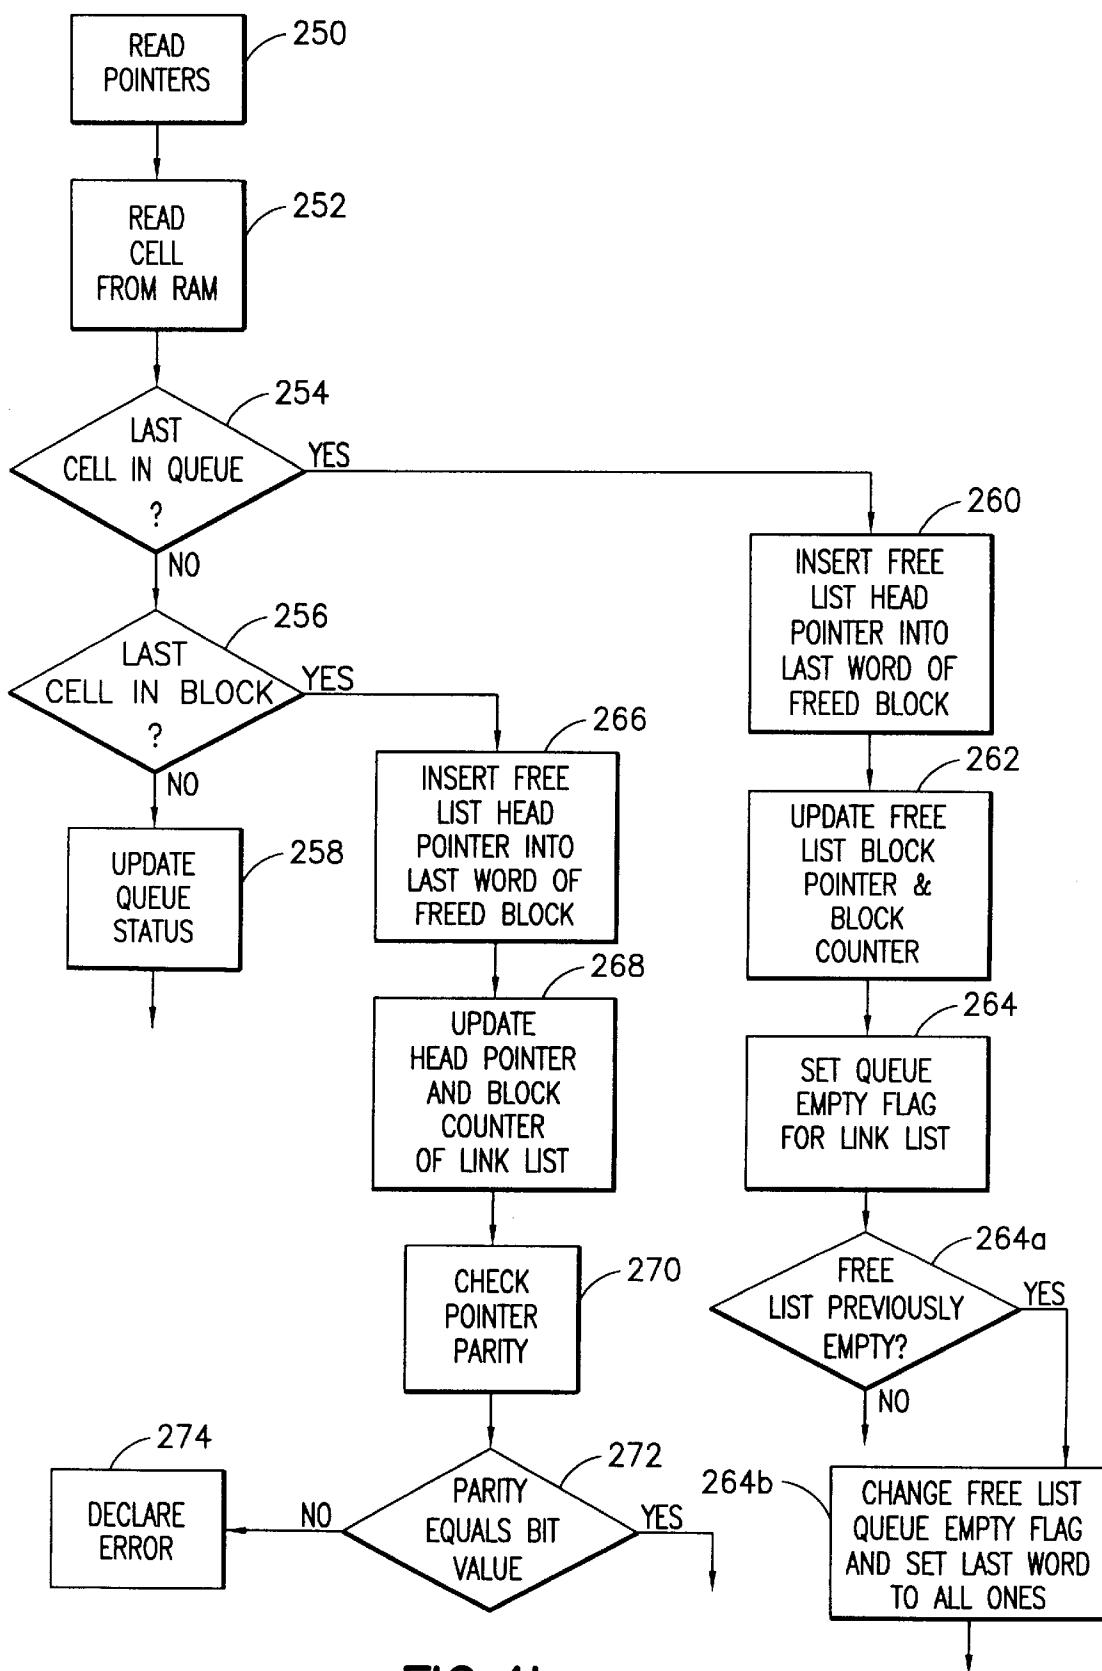 READ
POINTERS
250
READ
CELL
FROM RAM
252
LAST
CELL IN QUEUE
?
254
YES
NO
LAST
CELL IN BLOCK
?
256
YES
NO
UPDATE
QUEUE
STATUS
258
INSERT FREE
LIST HEAD
POINTER INTO
LAST WORD OF
FREED BLOCK
260
UPDATE FREE
LIST BLOCK
POINTER &
BLOCK
COUNTER
262
SET QUEUE
EMPTY FLAG
FOR LINK LIST
264
FREE
LIST PREVIOUSLY
EMPTY?
264a
YES
NO
CHANGE FREE LIST
QUEUE EMPTY FLAG
AND SET LAST WORD
TO ALL ONES
264b
INSERT FREE
LIST HEAD
POINTER INTO
LAST WORD OF
FREED BLOCK
266
UPDATE
HEAD POINTER
AND BLOCK
COUNTER
OF LINK LIST
268
CHECK
POINTER
PARITY
270
PARITY
EQUALS BIT
VALUE
272
YES
NO
DECLARE
ERROR
274